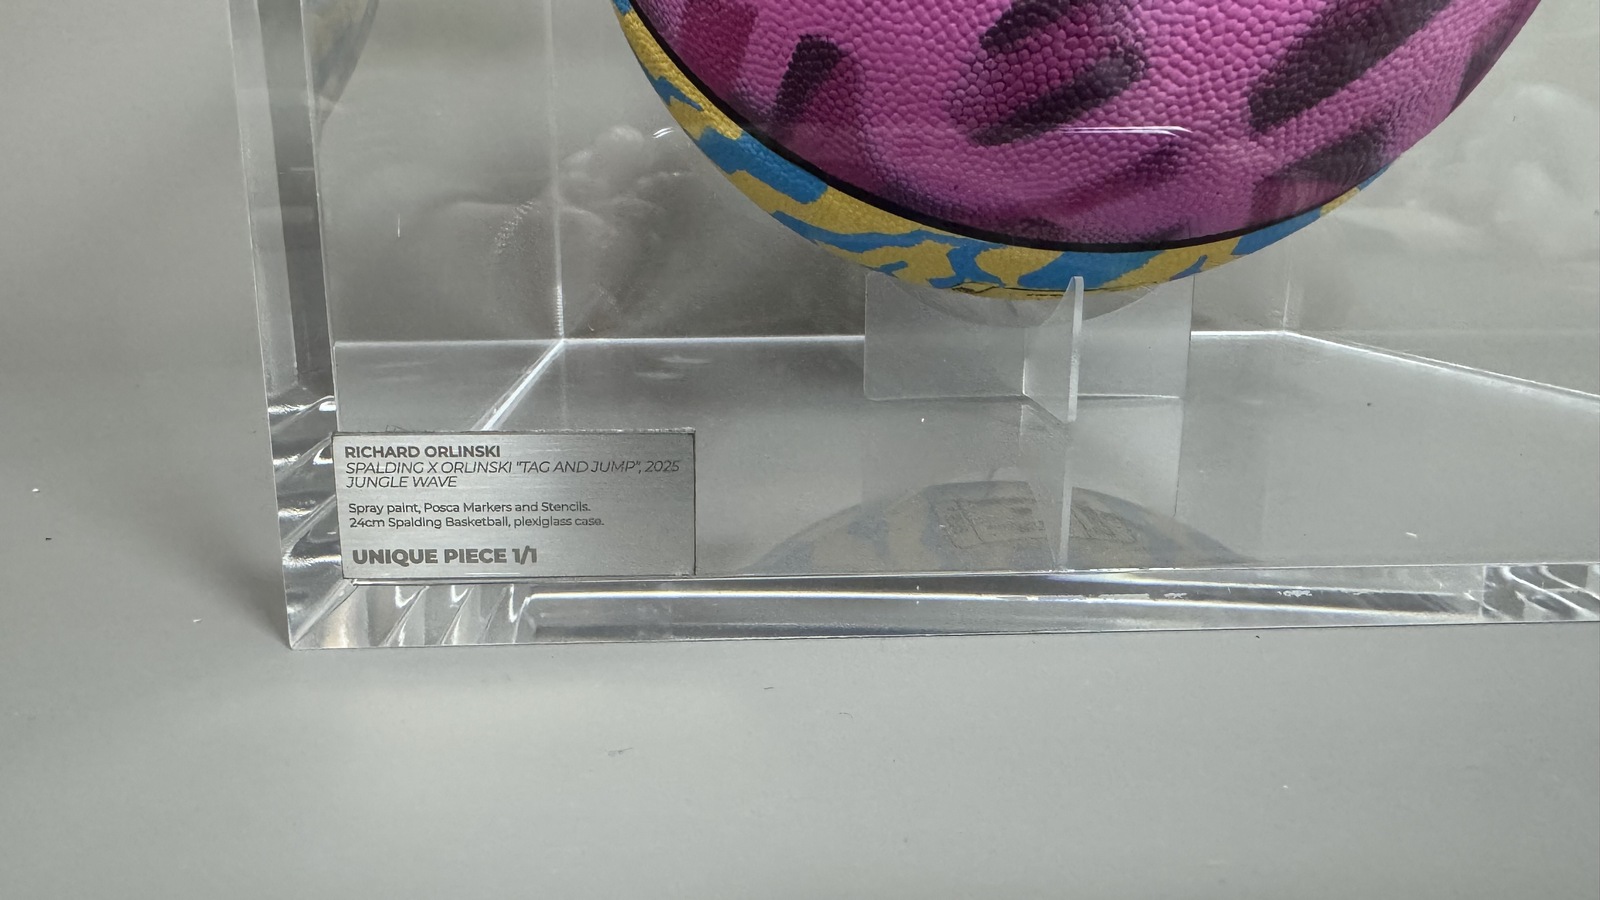 RICHARD ORLINSKI
SPALDING X ORLINSKI "TAG AND JUMP", 2025
JUNGLE WAVE
Spray paint, Posca Markers and Stencils.
24cm Spalding Basketball, plexiglass case.
UNIQUE PIECE 1/1